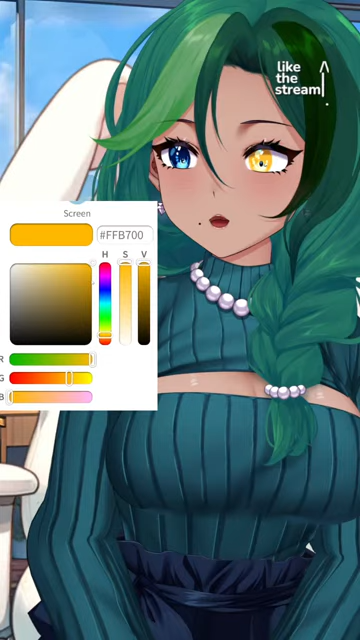 like
the
stream
Screen
#FFB700
H S V
R
G
B